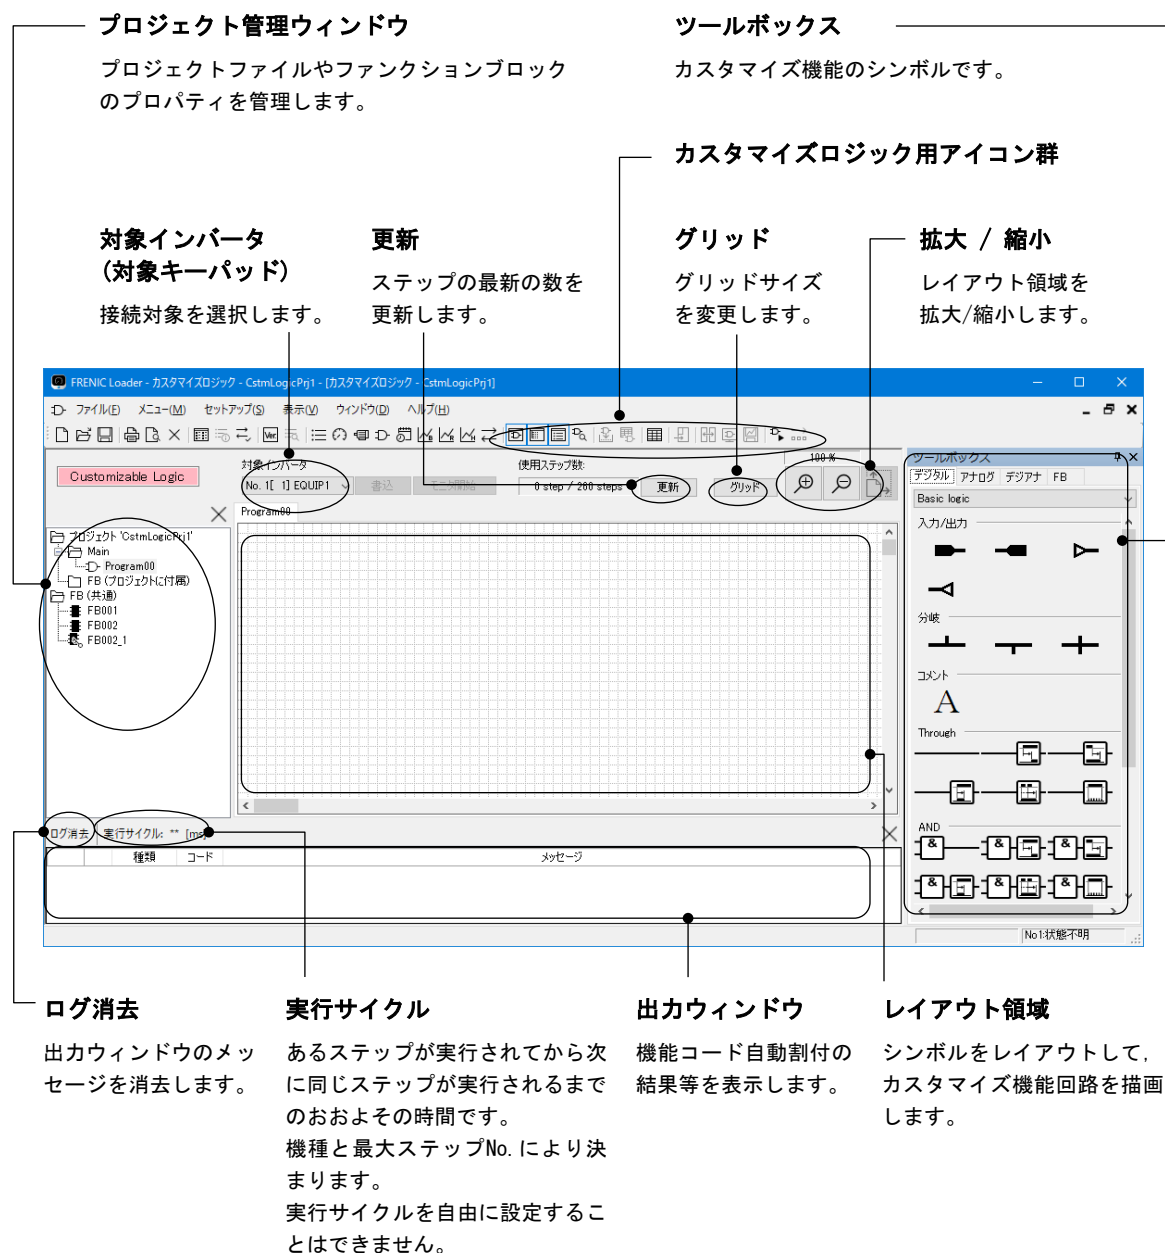 プロジェクト管理ウィンドウ
プロジェクトファイルやファンクションブロック
のプロパティを管理します。
ツールボックス
カスタマイズ機能のシンボルです。
カスタマイズロジック用アイコン群
対象インバータ
(対象キーパッド)
接続対象を選択します。
更新
ステップの最新の数を
更新します。
グリッド
グリッドサイズ
を変更します。
拡大 / 縮小
レイアウト領域を
拡大/縮小します。
FRENIC Loader - カスタマイズロジック - CstmLogicPrj1 - [カスタマイズロジック - CstmLogicPrj1]
ファイル(F) メニュー(M) セットアップ(S) 表示(V) ウィンドウ(D) ヘルプ(H)
Ver.
Customizable Logic
対象インバータ
No. 1[ 1] EQUIP1
書込
モニタ開始
使用ステップ数:
0 step / 260 steps
更新
グリッド
100 %
ツールボックス
デジタル アナログ デジアナ FB
Basic logic
入力/出力
分岐
コメント
A
Through
AND
& & &
& & &
Program00
プロジェクト 'CstmLogicPrj1'
Main
Program00
FB (プロジェクトに付属)
FB (共通)
FB001
FB002
FB002_1
ログ消去 実行サイクル: ** [ms]
種類 コード メッセージ
No1:状態不明
ログ消去
出力ウィンドウのメッ
セージを消去します。
実行サイクル
あるステップが実行されてから次
に同じステップが実行されるまで
のおおよその時間です。
機種と最大ステップNo.により決
まります。
実行サイクルを自由に設定するこ
とはできません。
出力ウィンドウ
機能コード自動割付の
結果等を表示します。
レイアウト領域
シンボルをレイアウトして,
カスタマイズ機能回路を描画
します。